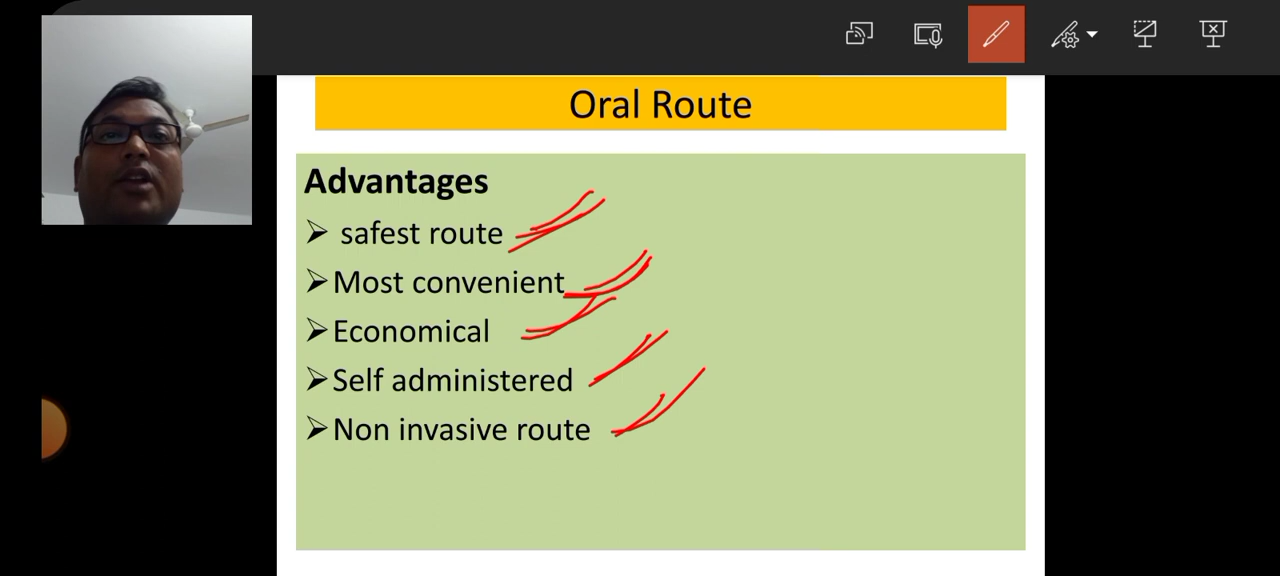 Oral Route
Advantages
➢ safest route
➢Most convenient
➢Economical
➢Self administered
➢Non invasive route